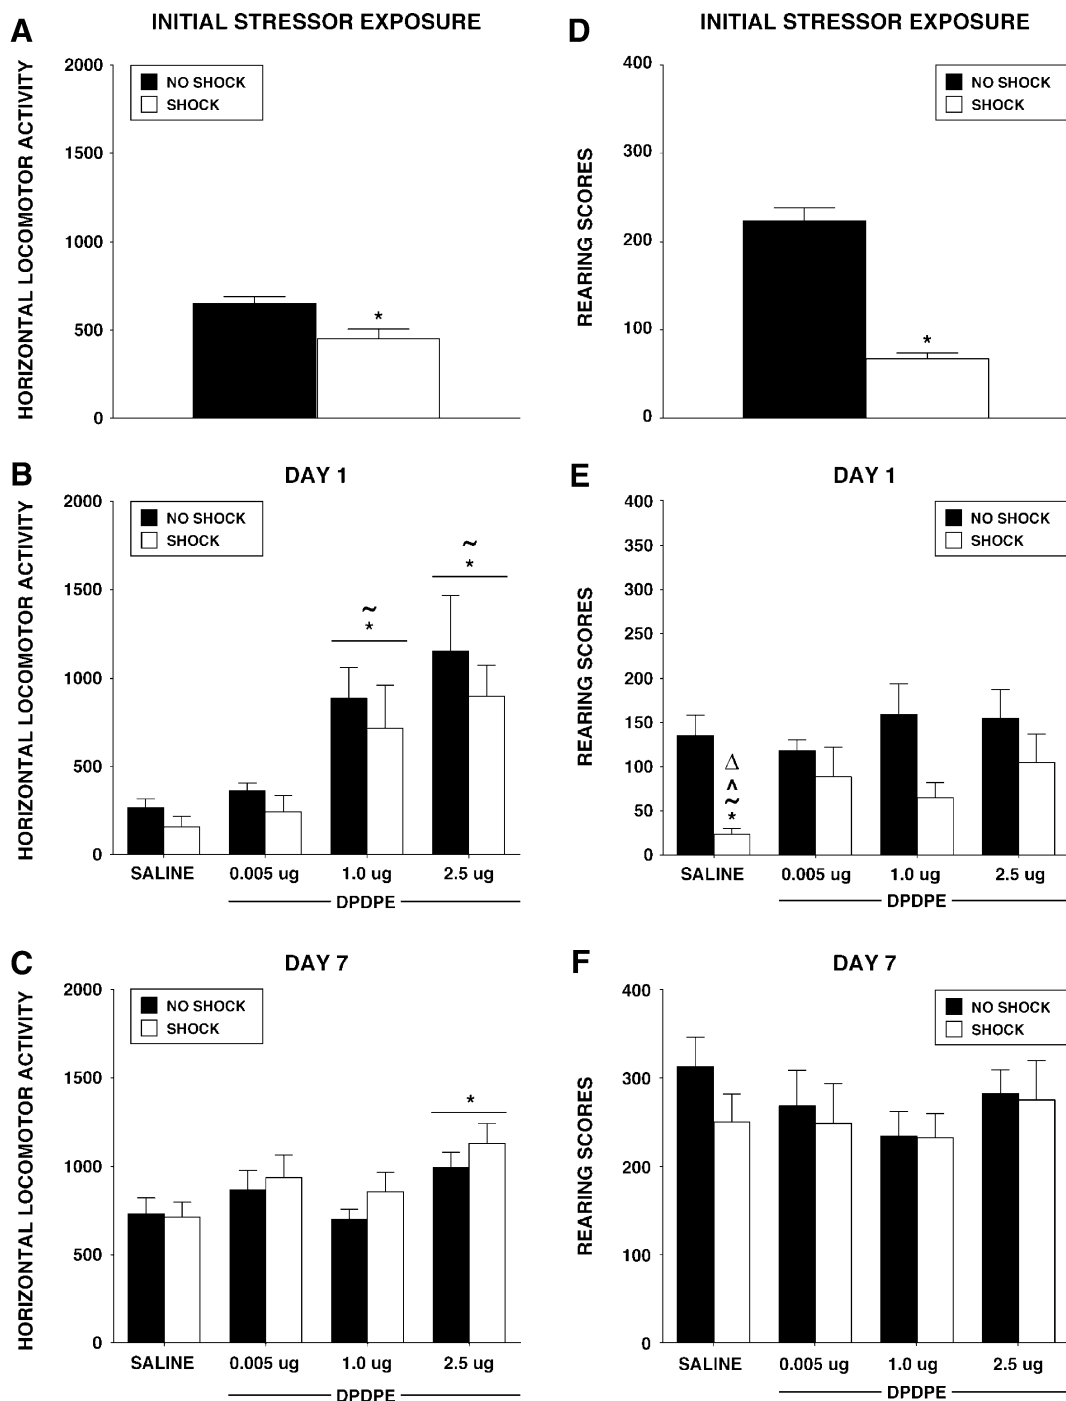 A
INITIAL STRESSOR EXPOSURE
HORIZONTAL LOCOMOTOR ACTIVITY
2000
1500
1000
500
0
NO SHOCK
SHOCK
*
D
INITIAL STRESSOR EXPOSURE
REARING SCORES
400
300
200
100
0
NO SHOCK
SHOCK
*
B
DAY 1
HORIZONTAL LOCOMOTOR ACTIVITY
2000
1500
1000
500
0
NO SHOCK
SHOCK
~
*
~
*
SALINE 0.005 ug 1.0 ug 2.5 ug
DPDPE
E
DAY 1
REARING SCORES
400
350
300
250
200
150
100
50
0
NO SHOCK
SHOCK
Δ
^
~
*
SALINE 0.005 ug 1.0 ug 2.5 ug
DPDPE
C
DAY 7
HORIZONTAL LOCOMOTOR ACTIVITY
2000
1500
1000
500
0
NO SHOCK
SHOCK
*
SALINE 0.005 ug 1.0 ug 2.5 ug
DPDPE
F
DAY 7
REARING SCORES
400
300
200
100
0
NO SHOCK
SHOCK
SALINE 0.005 ug 1.0 ug 2.5 ug
DPDPE